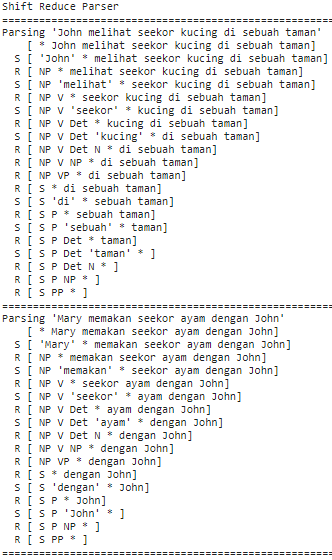 Shift Reduce Parser
=====================================================
Parsing 'John melihat seekor kucing di sebuah taman'
    [ * John melihat seekor kucing di sebuah taman]
  S [ 'John' * melihat seekor kucing di sebuah taman]
  R [ NP * melihat seekor kucing di sebuah taman]
  S [ NP 'melihat' * seekor kucing di sebuah taman]
  R [ NP V * seekor kucing di sebuah taman]
  S [ NP V 'seekor' * kucing di sebuah taman]
  R [ NP V Det * kucing di sebuah taman]
  S [ NP V Det 'kucing' * di sebuah taman]
  R [ NP V Det N * di sebuah taman]
  R [ NP V NP * di sebuah taman]
  R [ NP VP * di sebuah taman]
  R [ S * di sebuah taman]
  S [ S 'di' * sebuah taman]
  R [ S P * sebuah taman]
  S [ S P 'sebuah' * taman]
  R [ S P Det * taman]
  S [ S P Det 'taman' * ]
  R [ S P Det N * ]
  R [ S P NP * ]
  R [ S PP * ]
=====================================================
Parsing 'Mary memakan seekor ayam dengan John'
    [ * Mary memakan seekor ayam dengan John]
  S [ 'Mary' * memakan seekor ayam dengan John]
  R [ NP * memakan seekor ayam dengan John]
  S [ NP 'memakan' * seekor ayam dengan John]
  R [ NP V * seekor ayam dengan John]
  S [ NP V 'seekor' * ayam dengan John]
  R [ NP V Det * ayam dengan John]
  S [ NP V Det 'ayam' * dengan John]
  R [ NP V Det N * dengan John]
  R [ NP V NP * dengan John]
  R [ NP VP * dengan John]
  R [ S * dengan John]
  S [ S 'dengan' * John]
  R [ S P * John]
  S [ S P 'John' * ]
  R [ S P NP * ]
  R [ S PP * ]
=====================================================